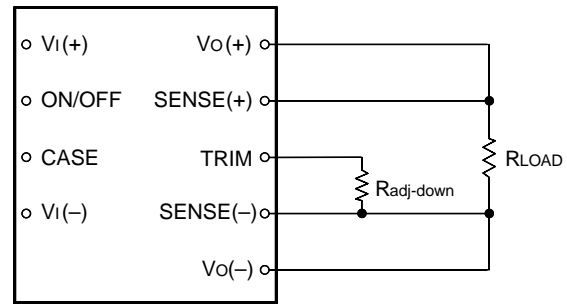 VI(+) VO(+)
ON/OFF SENSE(+)
CASE TRIM
RLOAD
Radj-down
VI(–) SENSE(–)
VO(–)